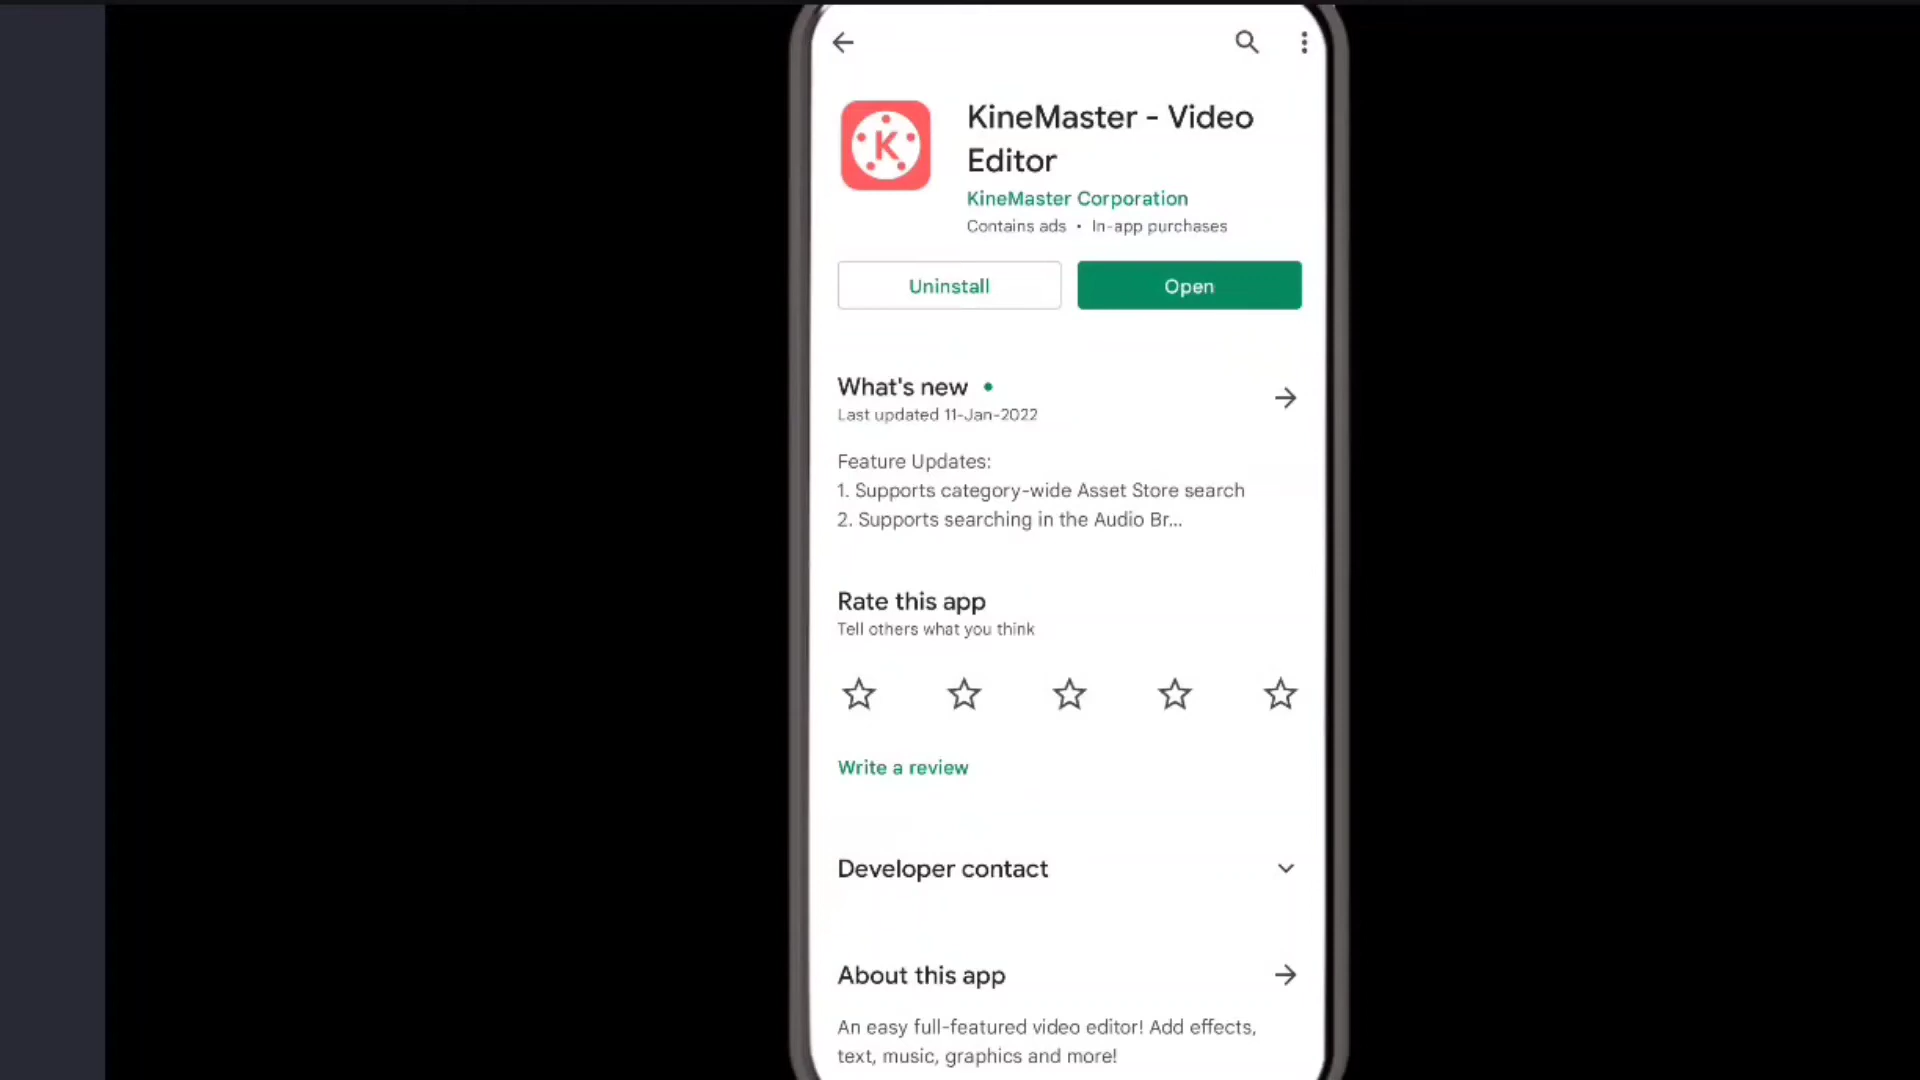 KineMaster - Video
Editor
KineMaster Corporation
Contains ads • In-app purchases
Uninstall
Open
What's new
Last updated 11-Jan-2022
Feature Updates:
1. Supports category-wide Asset Store search
2. Supports searching in the Audio Br...
Rate this app
Tell others what you think
Write a review
Developer contact
About this app
An easy full-featured video editor! Add effects,
text, music, graphics and more!